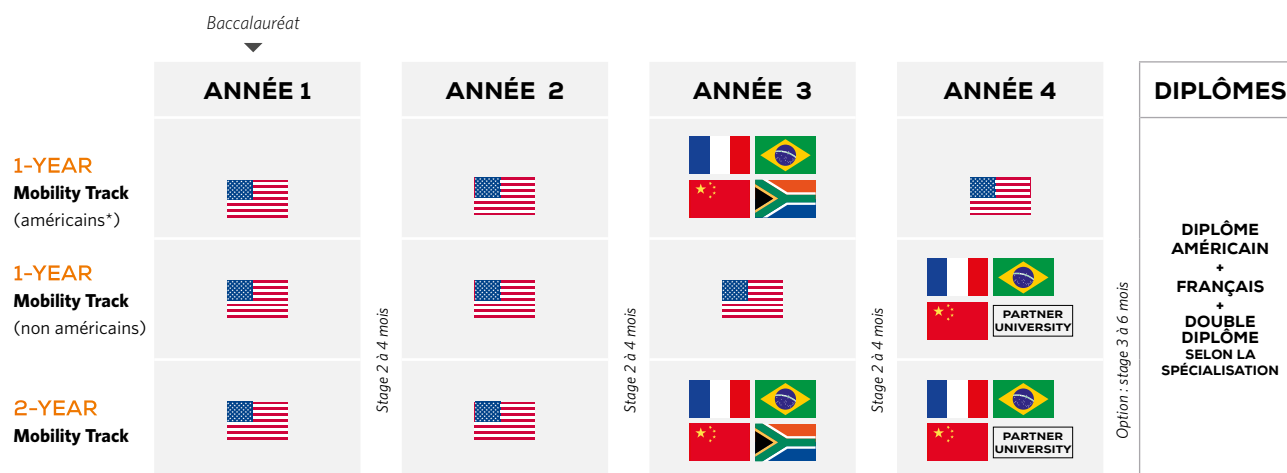 Baccalauréat
ANNÉE 1
ANNÉE 2
ANNÉE 3
ANNÉE 4
DIPLÔMES
1-YEAR
Mobility Track
(américains*)
1-YEAR
Mobility Track
(non américains)
2-YEAR
Mobility Track
Stage 2 à 4 mois
Stage 2 à 4 mois
Stage 2 à 4 mois
PARTNER
UNIVERSITY
PARTNER
UNIVERSITY
Option : stage 3 à 6 mois
DIPLÔME
AMÉRICAIN
+
FRANÇAIS
+
DOUBLE
DIPLÔME
SELON LA
SPÉCIALISATION